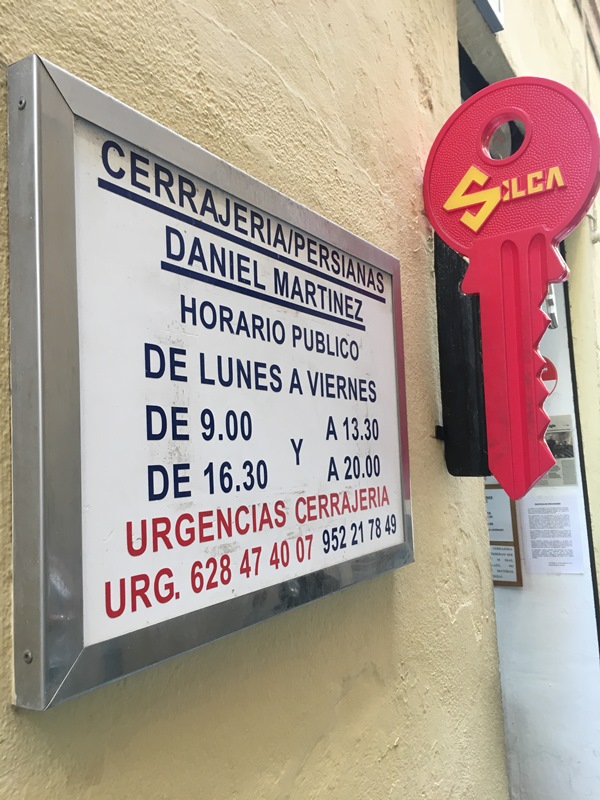 CERRAJERIA/PERSIANAS
DANIEL MARTINEZ
HORARIO PUBLICO
DE LUNES A VIERNES
DE 9.00 A 13.30
Y
DE 16.30 A 20.00
URGENCIAS CERRAJERIA
URG. 628 47 40 07 952 21 78 49
SILCA